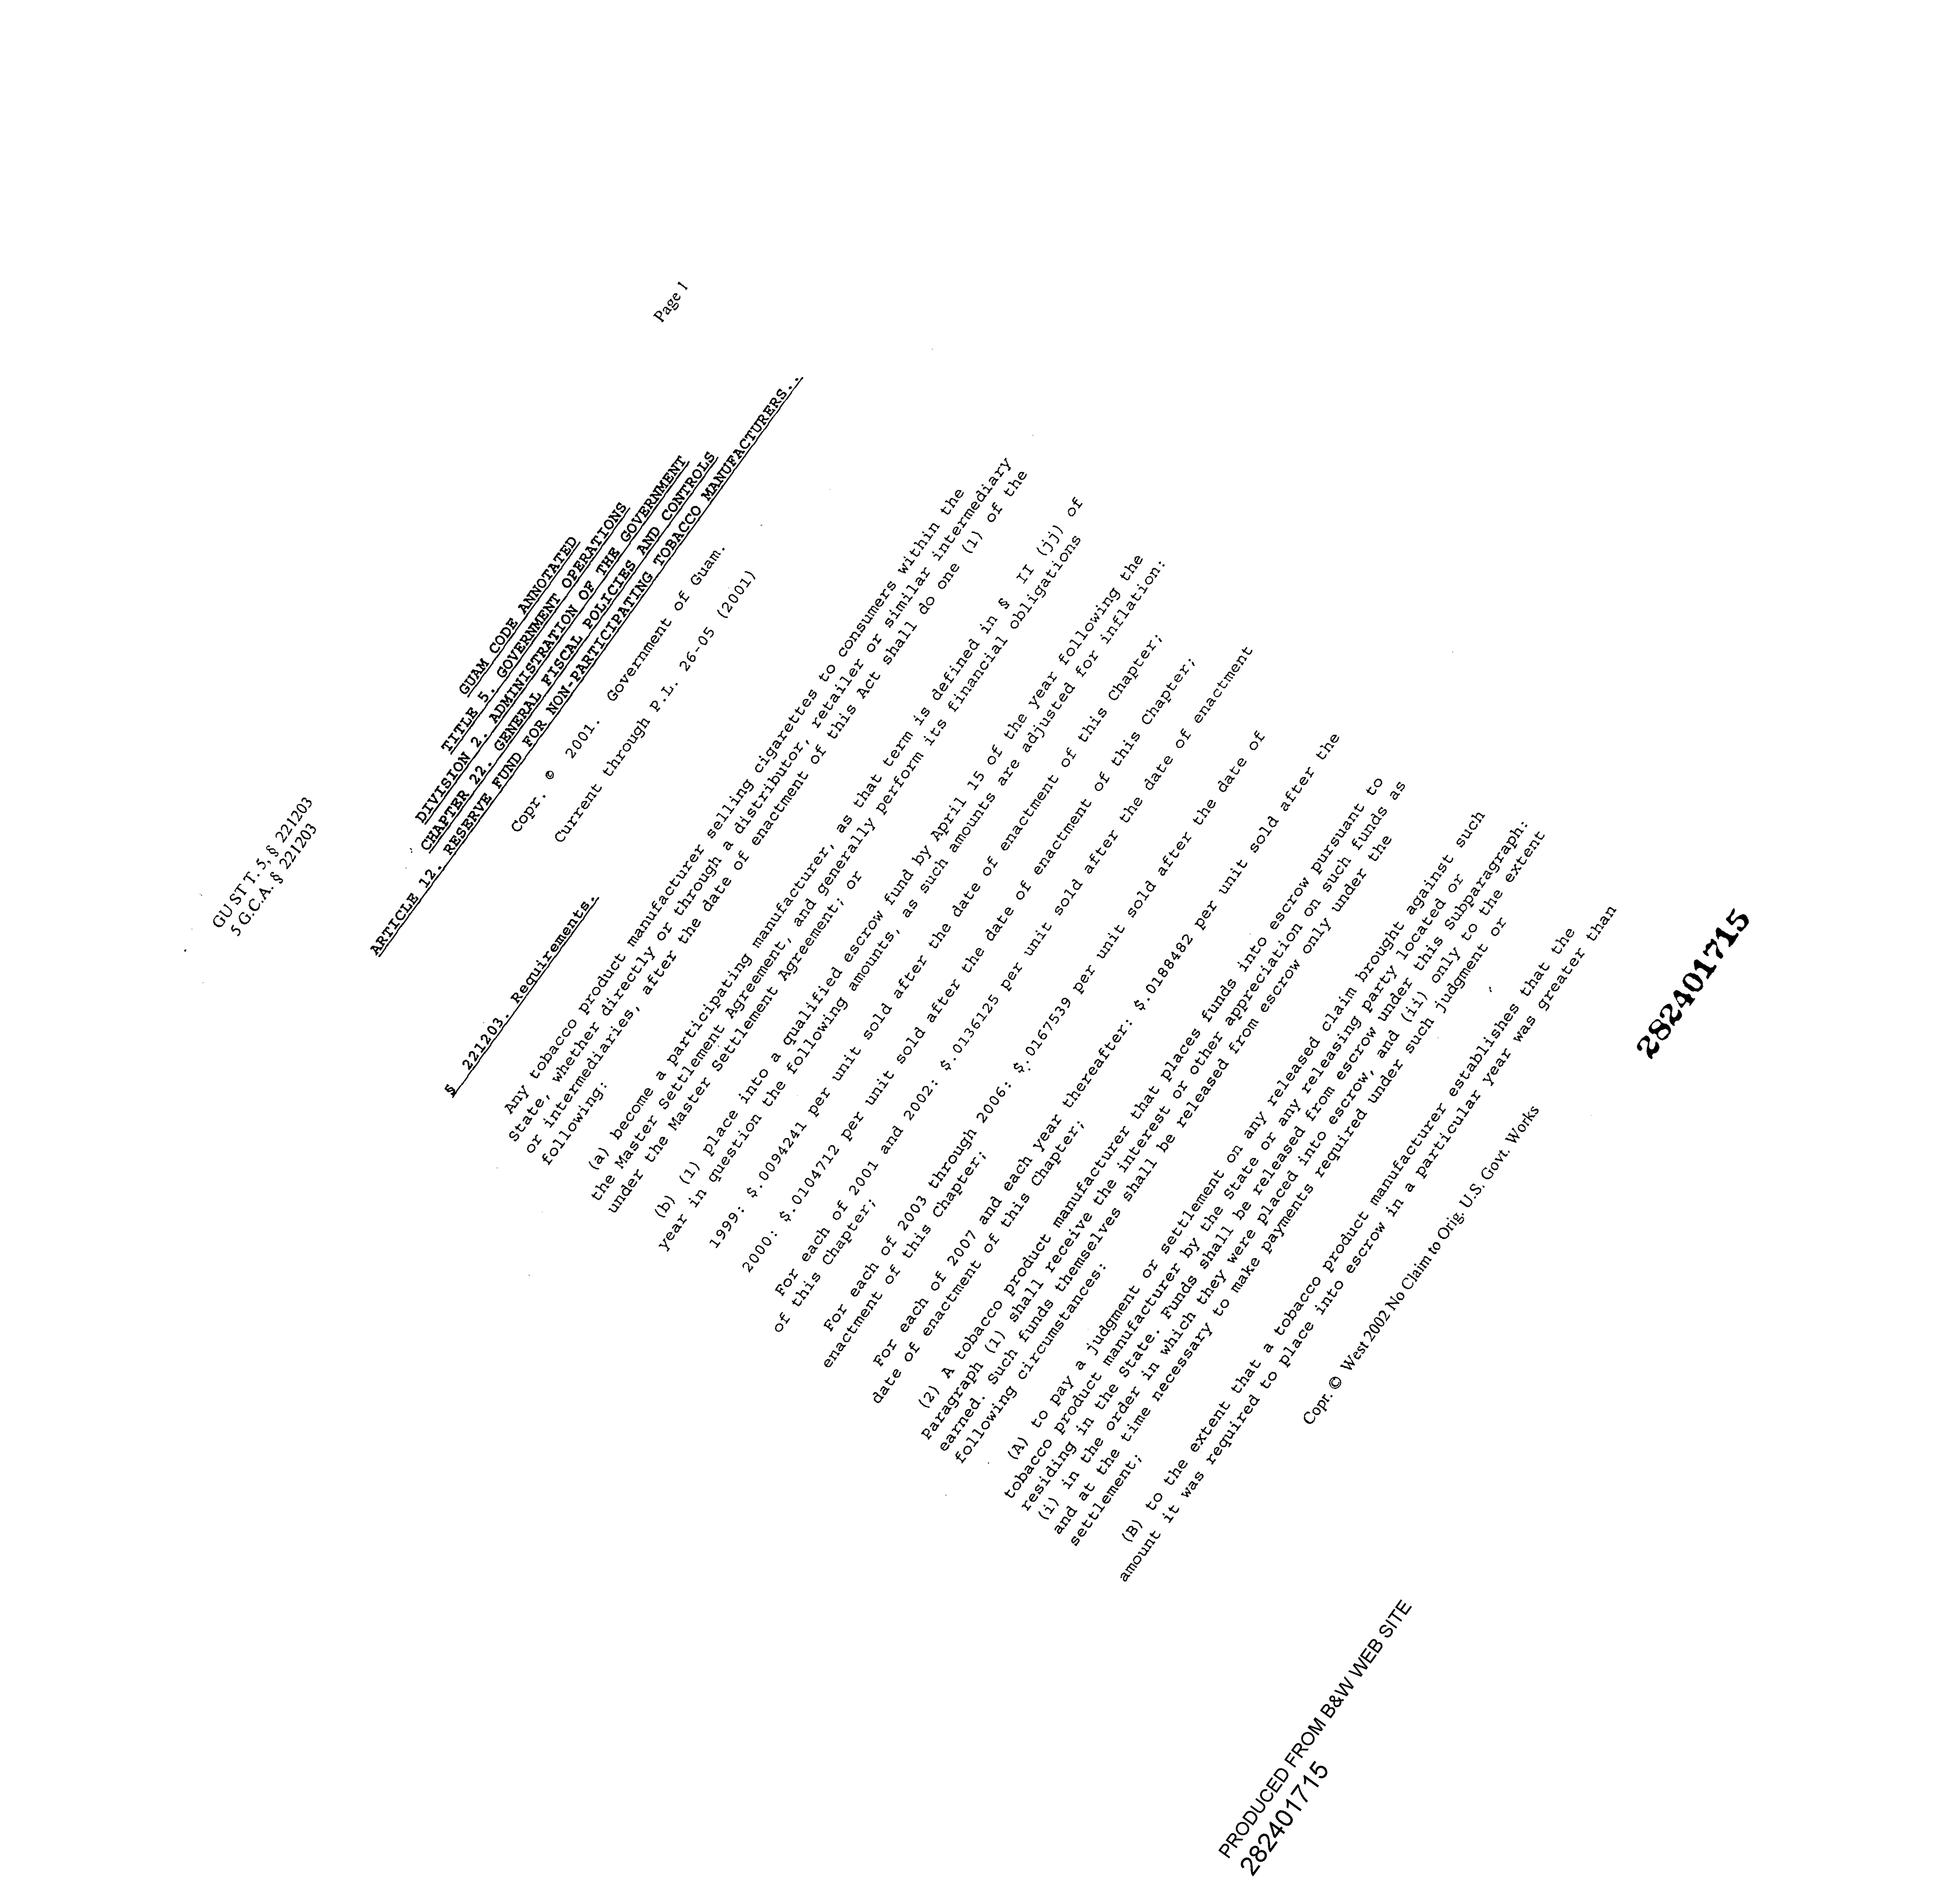 Page 1
GU ST T. 5, § 221203
5 G.C.A. § 221203
GUAM CODE ANNOTATED
TITLE 5. GOVERNMENT OPERATIONS
DIVISION 2. ADMINISTRATION OF THE GOVERNMENT
CHAPTER 22. GENERAL FISCAL POLICIES AND CONTROLS
ARTICLE 12. RESERVE FUND FOR NON-PARTICIPATING TOBACCO MANUFACTURERS..
Copr. © 2001. Government of Guam.
Current through P.L. 26-05 (2001)
§ 221203. Requirements.
Any tobacco product manufacturer selling cigarettes to consumers within the
State, whether directly or through a distributor, retailer or similar intermediary
or intermediaries, after the date of enactment of this Act shall do one (1) of the
following:
(a) become a participating manufacturer, as that term is defined in § II (jj) of
the Master Settlement Agreement, and generally perform its financial obligations
under the Master Settlement Agreement; or
(b) (1) place into a qualified escrow fund by April 15 of the year following the
year in question the following amounts, as such amounts are adjusted for inflation:
1999: $.0094241 per unit sold after the date of enactment of this Chapter;
2000: $.0104712 per unit sold after the date of enactment of this Chapter;
For each of 2001 and 2002: $.0136125 per unit sold after the date of enactment
of this Chapter;
For each of 2003 through 2006: $.0167539 per unit sold after the date of
enactment of this Chapter;
For each of 2007 and each year thereafter: $.0188482 per unit sold after the
date of enactment of this Chapter;
(2) A tobacco product manufacturer that places funds into escrow pursuant to
Paragraph (1) shall receive the interest or other appreciation on such funds as
earned. Such funds themselves shall be released from escrow only under the
following circumstances:
(A) to pay a judgment or settlement on any released claim brought against such
tobacco product manufacturer by the State or any releasing party located or
residing in the State. Funds shall be released from escrow under this Subparagraph:
(i) in the order in which they were placed into escrow, and (ii) only to the extent
and at the time necessary to make payments required under such judgment or
settlement;
(B) to the extent that a tobacco product manufacturer establishes that the
amount it was required to place into escrow in a particular year was greater than
Copr. © West 2002 No Claim to Orig. U.S. Govt. Works
282401715
PRODUCED FROM B&W WEB SITE
282401715